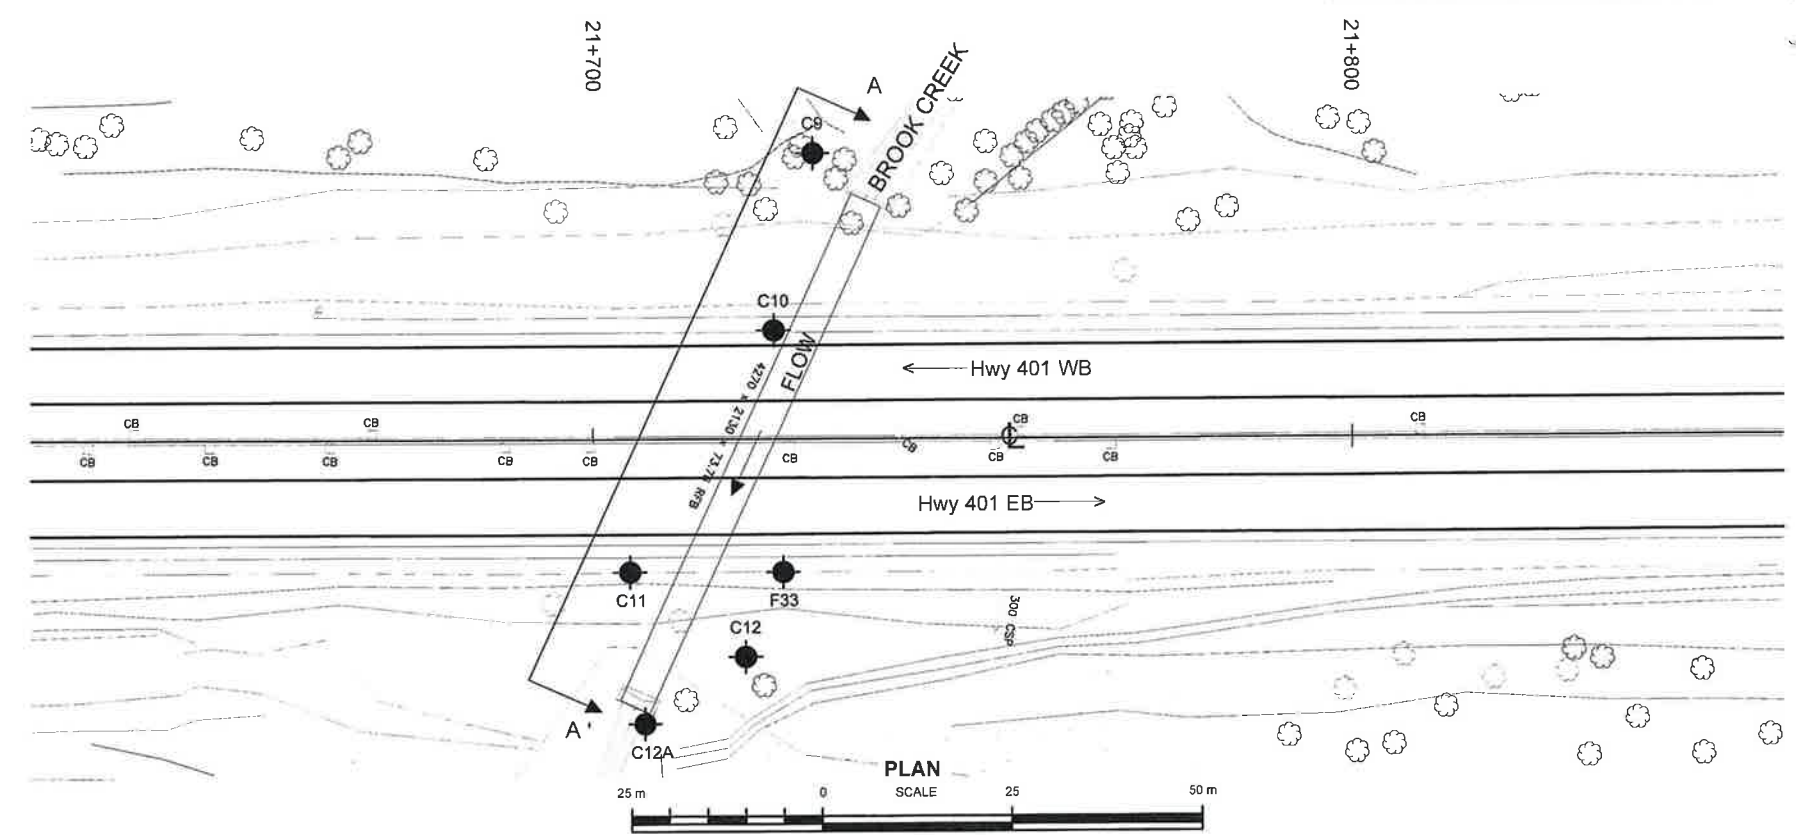 21+700
21+800
A
BROOK CREEK
C9
C10
FLOW
Hwy 401 WB
4270 x 2130 x 73.76 RFB
CB
CB
CB
CB
CB
CB
CB
CB
CB
CB
CB
CB
CB
CL
Hwy 401 EB
C11
F33
300 CSP
C12
A'
C12A
PLAN
25 m
0
SCALE
25
50 m